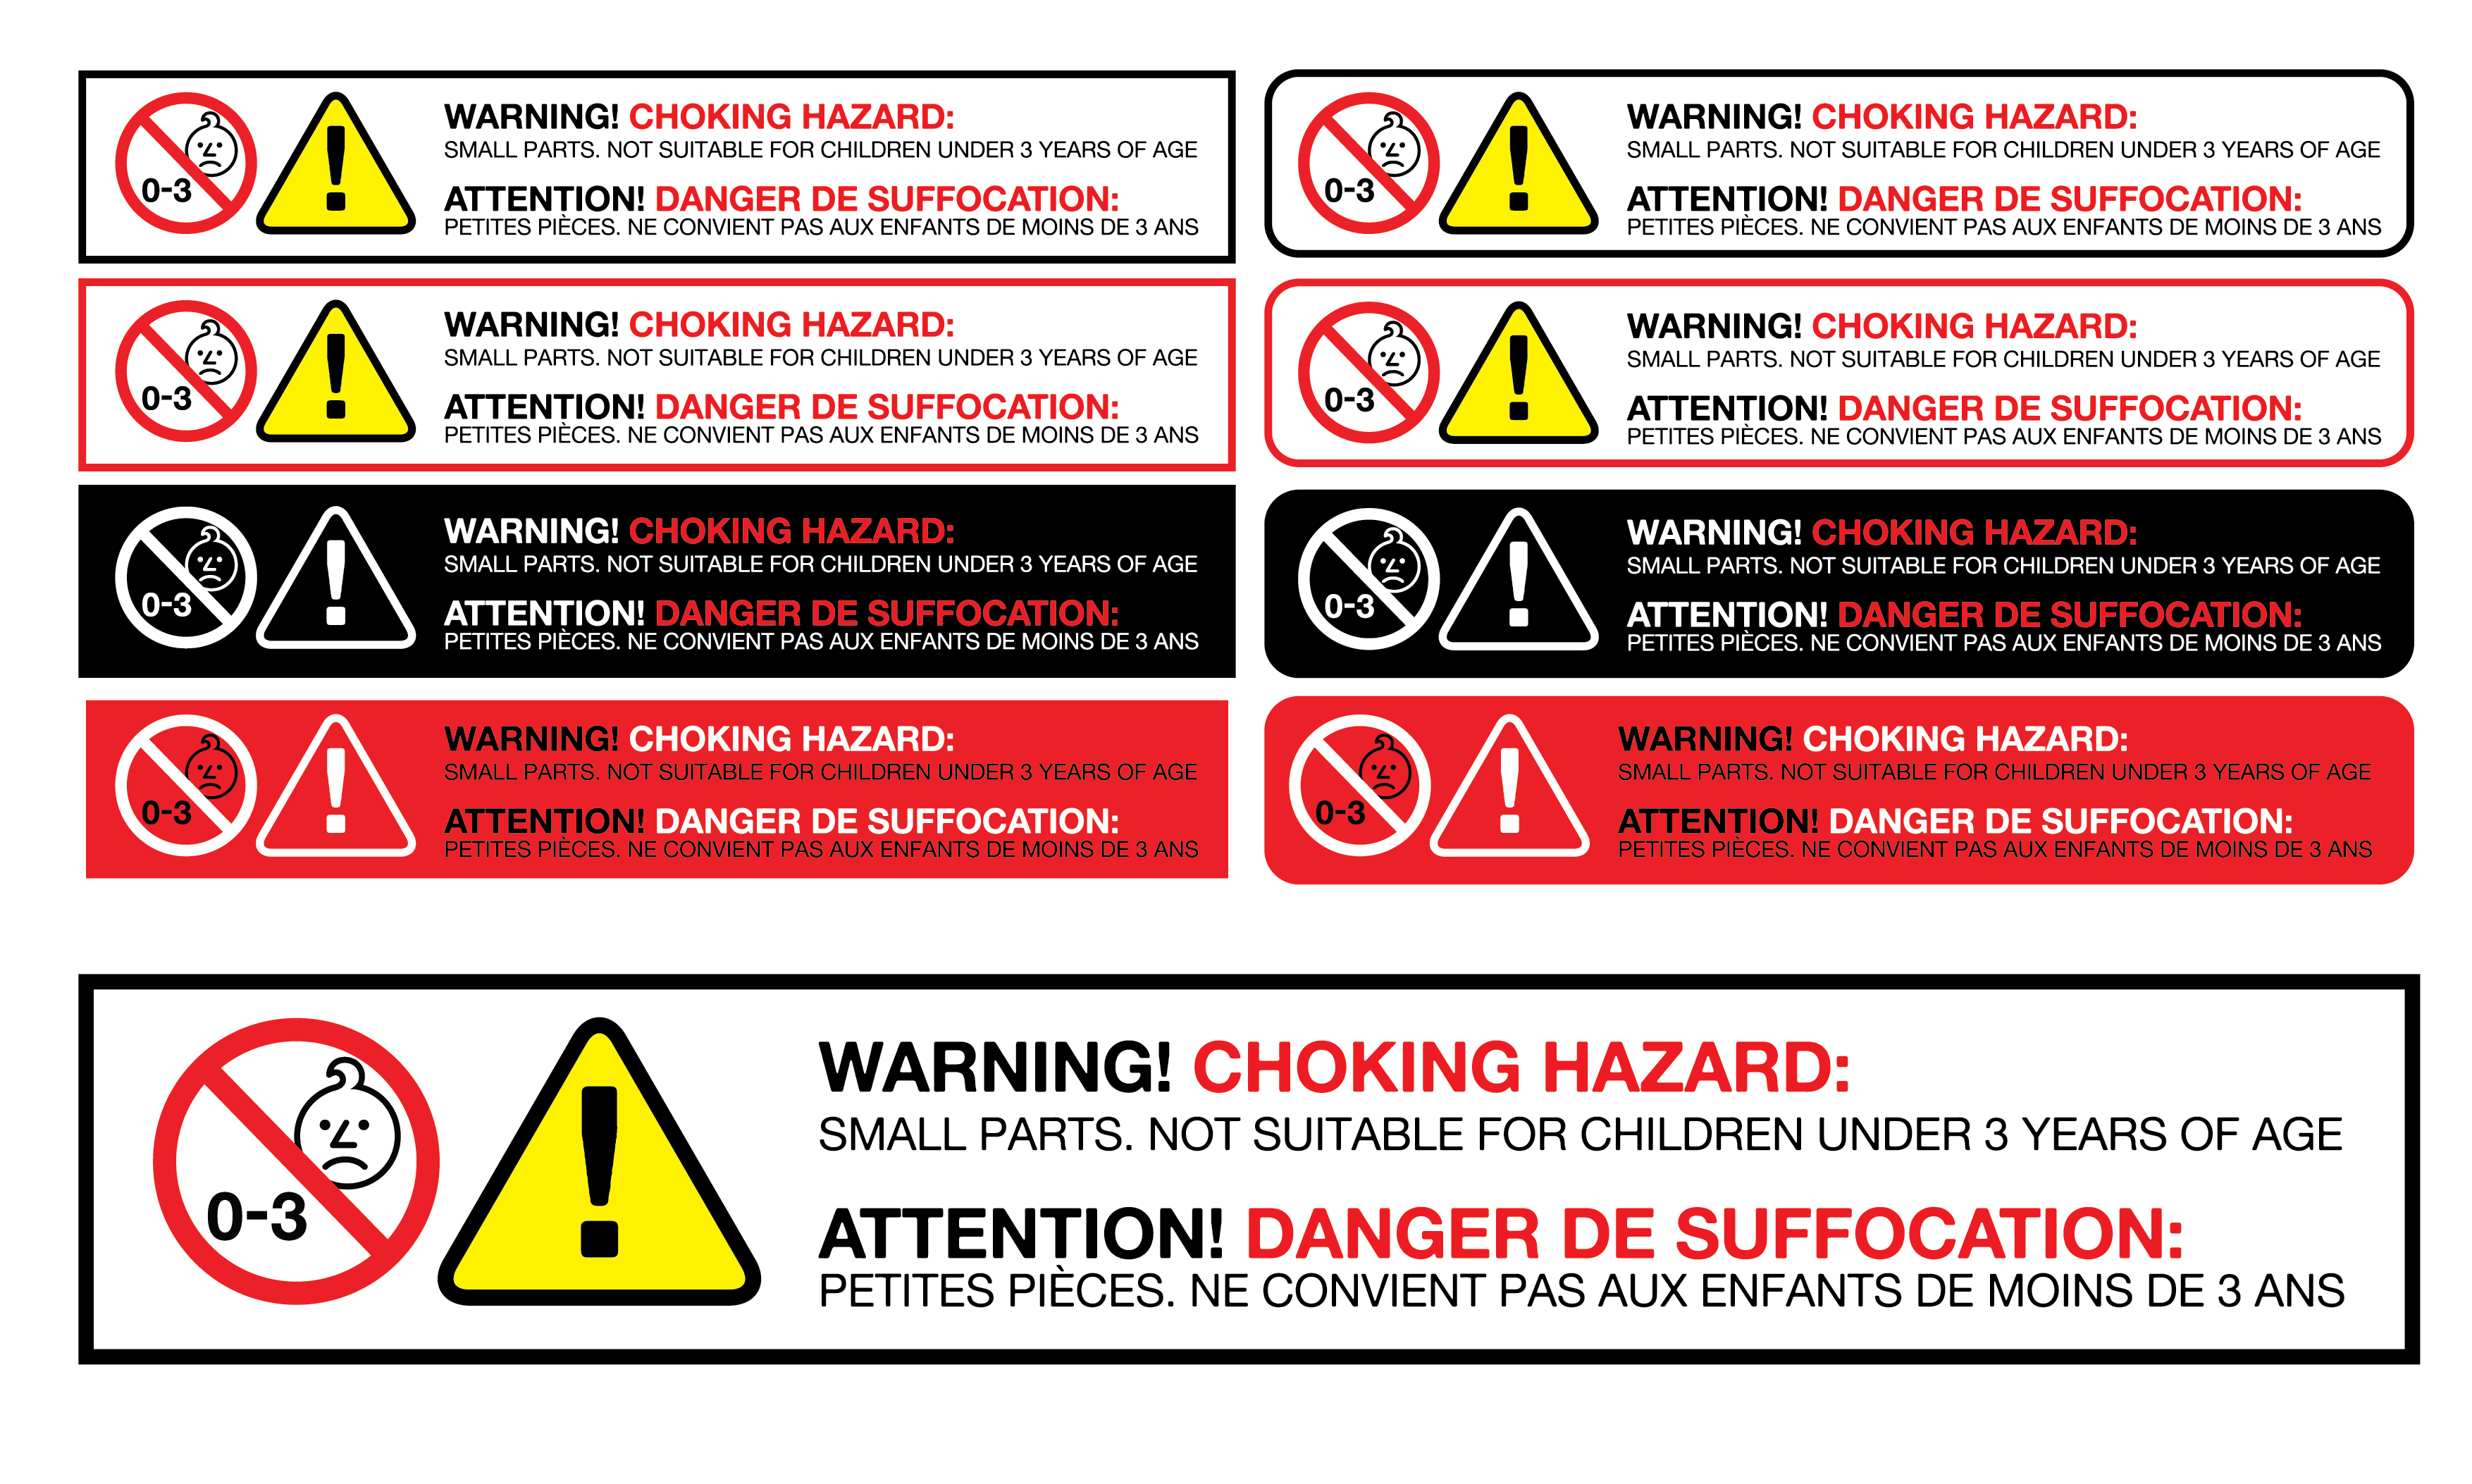 0-3
WARNING! CHOKING HAZARD:
SMALL PARTS. NOT SUITABLE FOR CHILDREN UNDER 3 YEARS OF AGE
ATTENTION! DANGER DE SUFFOCATION:
PETITES PIÈCES. NE CONVIENT PAS AUX ENFANTS DE MOINS DE 3 ANS
0-3
WARNING! CHOKING HAZARD:
SMALL PARTS. NOT SUITABLE FOR CHILDREN UNDER 3 YEARS OF AGE
ATTENTION! DANGER DE SUFFOCATION:
PETITES PIÈCES. NE CONVIENT PAS AUX ENFANTS DE MOINS DE 3 ANS
0-3
WARNING! CHOKING HAZARD:
SMALL PARTS. NOT SUITABLE FOR CHILDREN UNDER 3 YEARS OF AGE
ATTENTION! DANGER DE SUFFOCATION:
PETITES PIÈCES. NE CONVIENT PAS AUX ENFANTS DE MOINS DE 3 ANS
0-3
WARNING! CHOKING HAZARD:
SMALL PARTS. NOT SUITABLE FOR CHILDREN UNDER 3 YEARS OF AGE
ATTENTION! DANGER DE SUFFOCATION:
PETITES PIÈCES. NE CONVIENT PAS AUX ENFANTS DE MOINS DE 3 ANS
0-3
WARNING! CHOKING HAZARD:
SMALL PARTS. NOT SUITABLE FOR CHILDREN UNDER 3 YEARS OF AGE
ATTENTION! DANGER DE SUFFOCATION:
PETITES PIÈCES. NE CONVIENT PAS AUX ENFANTS DE MOINS DE 3 ANS
0-3
WARNING! CHOKING HAZARD:
SMALL PARTS. NOT SUITABLE FOR CHILDREN UNDER 3 YEARS OF AGE
ATTENTION! DANGER DE SUFFOCATION:
PETITES PIÈCES. NE CONVIENT PAS AUX ENFANTS DE MOINS DE 3 ANS
0-3
WARNING! CHOKING HAZARD:
SMALL PARTS. NOT SUITABLE FOR CHILDREN UNDER 3 YEARS OF AGE
ATTENTION! DANGER DE SUFFOCATION:
PETITES PIÈCES. NE CONVIENT PAS AUX ENFANTS DE MOINS DE 3 ANS
0-3
WARNING! CHOKING HAZARD:
SMALL PARTS. NOT SUITABLE FOR CHILDREN UNDER 3 YEARS OF AGE
ATTENTION! DANGER DE SUFFOCATION:
PETITES PIÈCES. NE CONVIENT PAS AUX ENFANTS DE MOINS DE 3 ANS
0-3
WARNING! CHOKING HAZARD:
SMALL PARTS. NOT SUITABLE FOR CHILDREN UNDER 3 YEARS OF AGE
ATTENTION! DANGER DE SUFFOCATION:
PETITES PIÈCES. NE CONVIENT PAS AUX ENFANTS DE MOINS DE 3 ANS